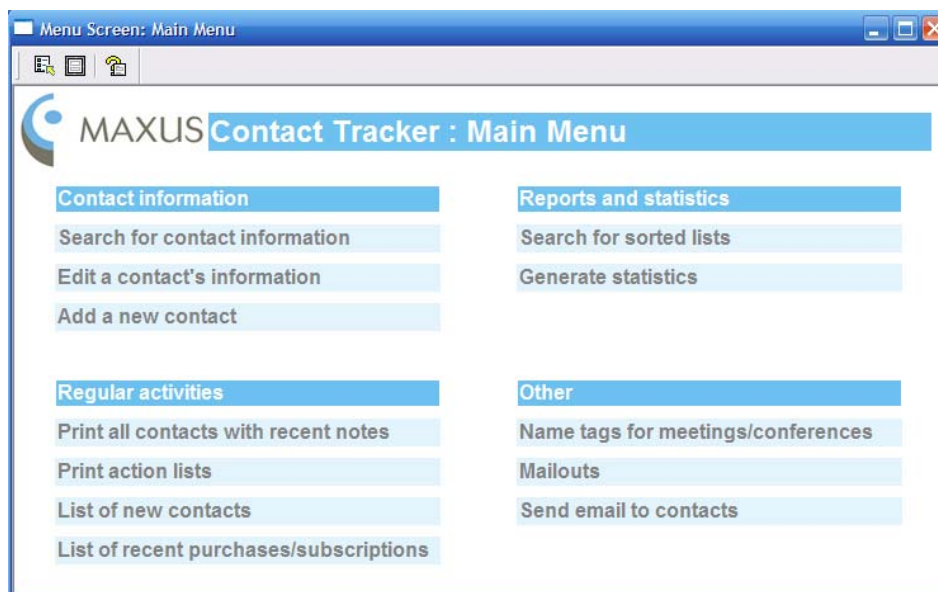 Menu Screen: Main Menu
MAXUS Contact Tracker : Main Menu
Contact information
Search for contact information
Edit a contact's information
Add a new contact
Reports and statistics
Search for sorted lists
Generate statistics
Regular activities
Print all contacts with recent notes
Print action lists
List of new contacts
List of recent purchases/subscriptions
Other
Name tags for meetings/conferences
Mailouts
Send email to contacts